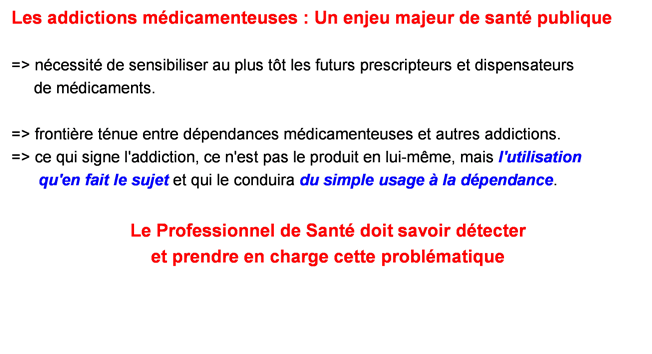 Les addictions médicamenteuses : Un enjeu majeur de santé publique
=> nécessité de sensibiliser au plus tôt les futurs prescripteurs et dispensateurs
de médicaments.
=> frontière ténue entre dépendances médicamenteuses et autres addictions.
=> ce qui signe l'addiction, ce n'est pas le produit en lui-même, mais l'utilisation
qu'en fait le sujet et qui le conduira du simple usage à la dépendance.
Le Professionnel de Santé doit savoir détecter
et prendre en charge cette problématique